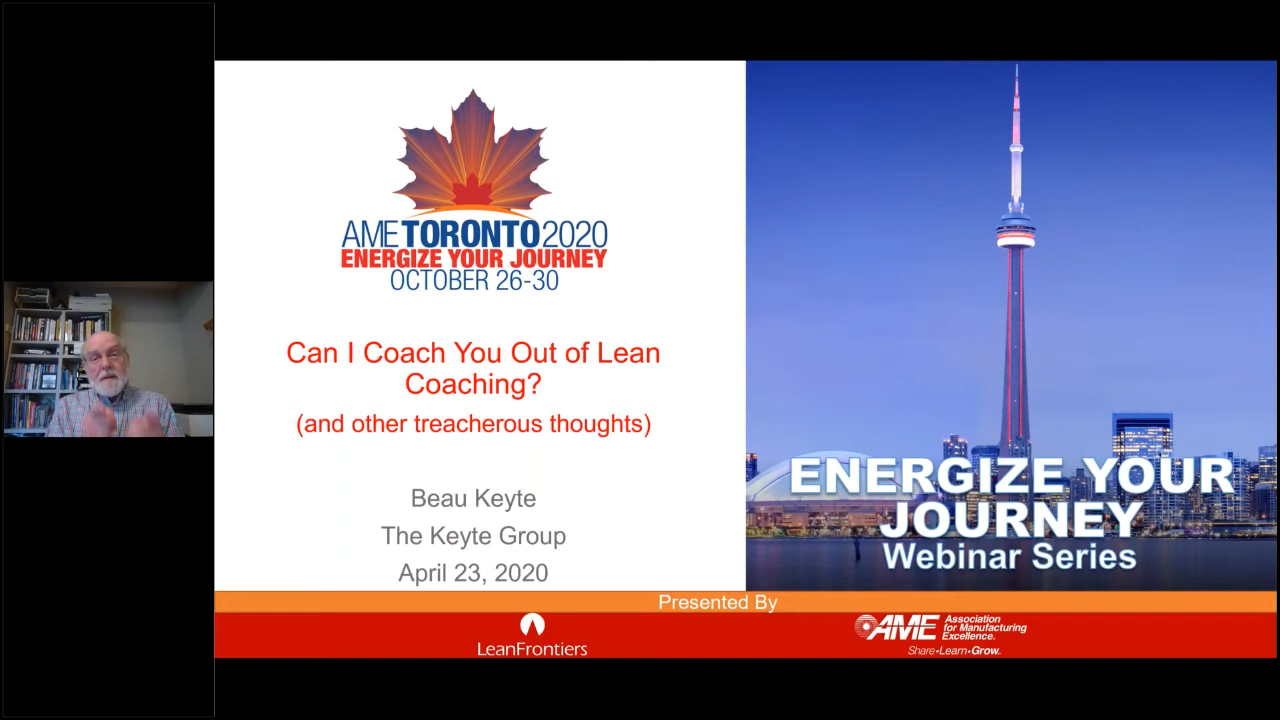 AME TORONTO 2020
ENERGIZE YOUR JOURNEY
OCTOBER 26-30
Can I Coach You Out of Lean
Coaching?
(and other treacherous thoughts)
Beau Keyte
The Keyte Group
April 23, 2020
ENERGIZE YOUR
JOURNEY
Webinar Series
Presented By
LeanFrontiers
AME Association
for Manufacturing
Excellence.
Share•Learn•Grow.